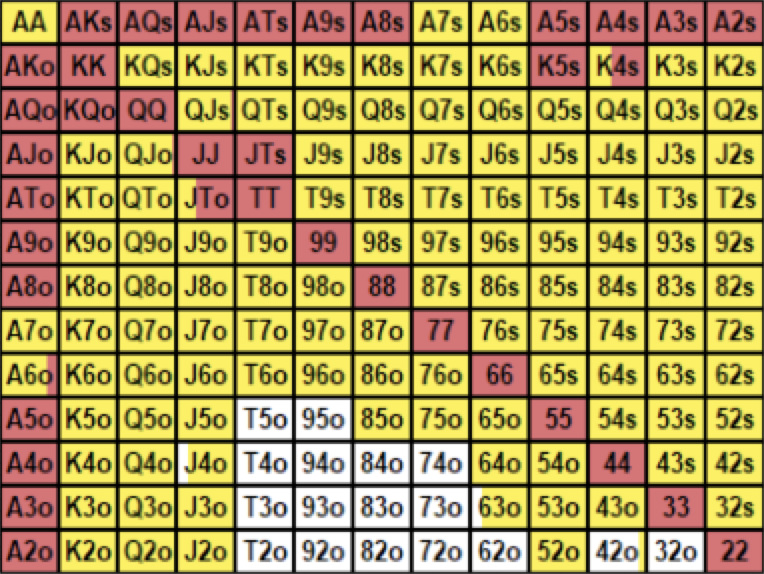 AA AKs AQs AJs ATs A9s A8s A7s A6s A5s A4s A3s A2s
AKo KK KQs KJs KTs K9s K8s K7s K6s K5s K4s K3s K2s
AQo KQo QQ QJs QTs Q9s Q8s Q7s Q6s Q5s Q4s Q3s Q2s
AJo KJo QJo JJ JTs J9s J8s J7s J6s J5s J4s J3s J2s
ATo KTo QTo JTo TT T9s T8s T7s T6s T5s T4s T3s T2s
A9o K9o Q9o J9o T9o 99 98s 97s 96s 95s 94s 93s 92s
A8o K8o Q8o J8o T8o 98o 88 87s 86s 85s 84s 83s 82s
A7o K7o Q7o J7o T7o 97o 87o 77 76s 75s 74s 73s 72s
A6o K6o Q6o J6o T6o 96o 86o 76o 66 65s 64s 63s 62s
A5o K5o Q5o J5o T5o 95o 85o 75o 65o 55 54s 53s 52s
A4o K4o Q4o J4o T4o 94o 84o 74o 64o 54o 44 43s 42s
A3o K3o Q3o J3o T3o 93o 83o 73o 63o 53o 43o 33 32s
A2o K2o Q2o J2o T2o 92o 82o 72o 62o 52o 42o 32o 22